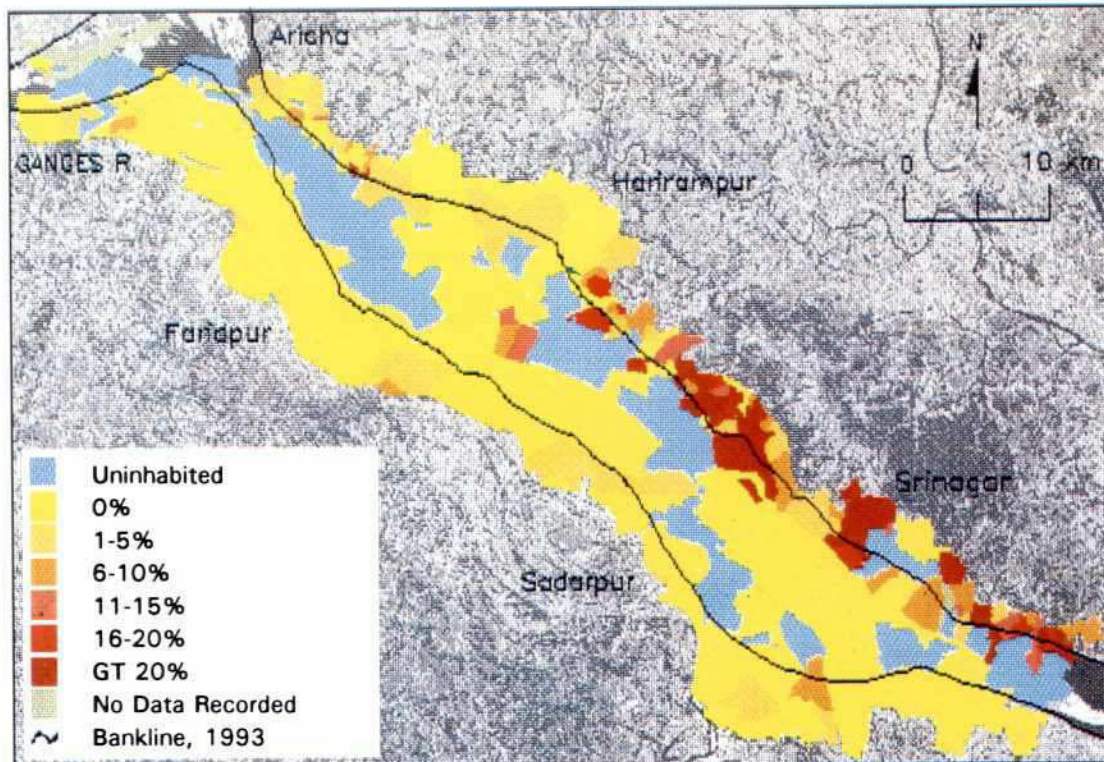 Aricha
N
GANGES R.
0 10 km
Harirampur
Faridpur
Srinagar
Sadarpur
Uninhabited
0%
1-5%
6-10%
11-15%
16-20%
GT 20%
No Data Recorded
Bankline, 1993